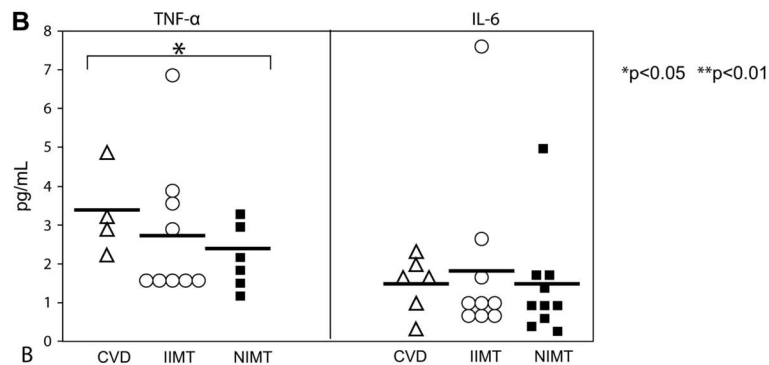 B
TNF-α IL-6
8
7
6
5
4
3
2
1
0
pg/mL
*
*p<0.05 **p<0.01
B
CVD IIMT NIMT CVD IIMT NIMT